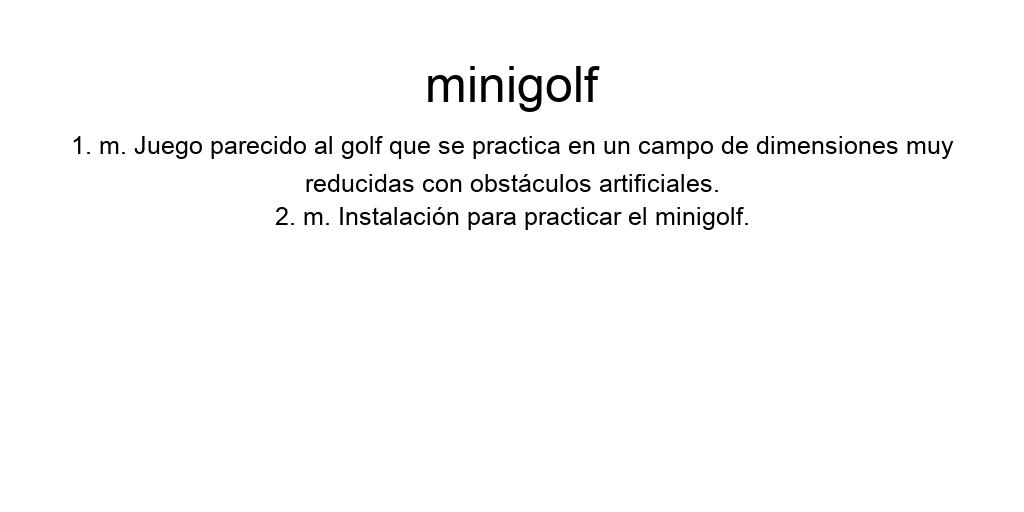 minigolf
1. m. Juego parecido al golf que se practica en un campo de dimensiones muy
reducidas con obstáculos artificiales.
2. m. Instalación para practicar el minigolf.